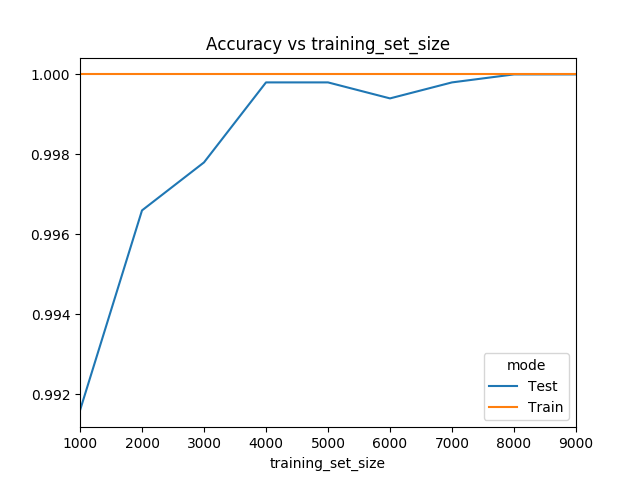 Accuracy vs training_set_size
1.000
0.998
0.996
0.994
0.992
mode
Test
Train
1000 2000 3000 4000 5000 6000 7000 8000 9000
training_set_size